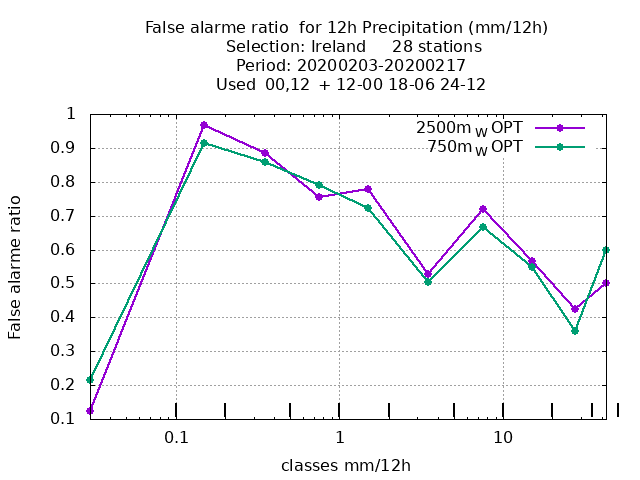 False alarme ratio  for 12h Precipitation (mm/12h)
Selection: Ireland     28 stations
Period: 20200203-20200217
Used  00,12  + 12-00 18-06 24-12
2500m W OPT
750m W OPT
1
0.9
0.8
0.7
0.6
0.5
0.4
0.3
0.2
0.1
False alarme ratio
0.1 1 10
classes mm/12h